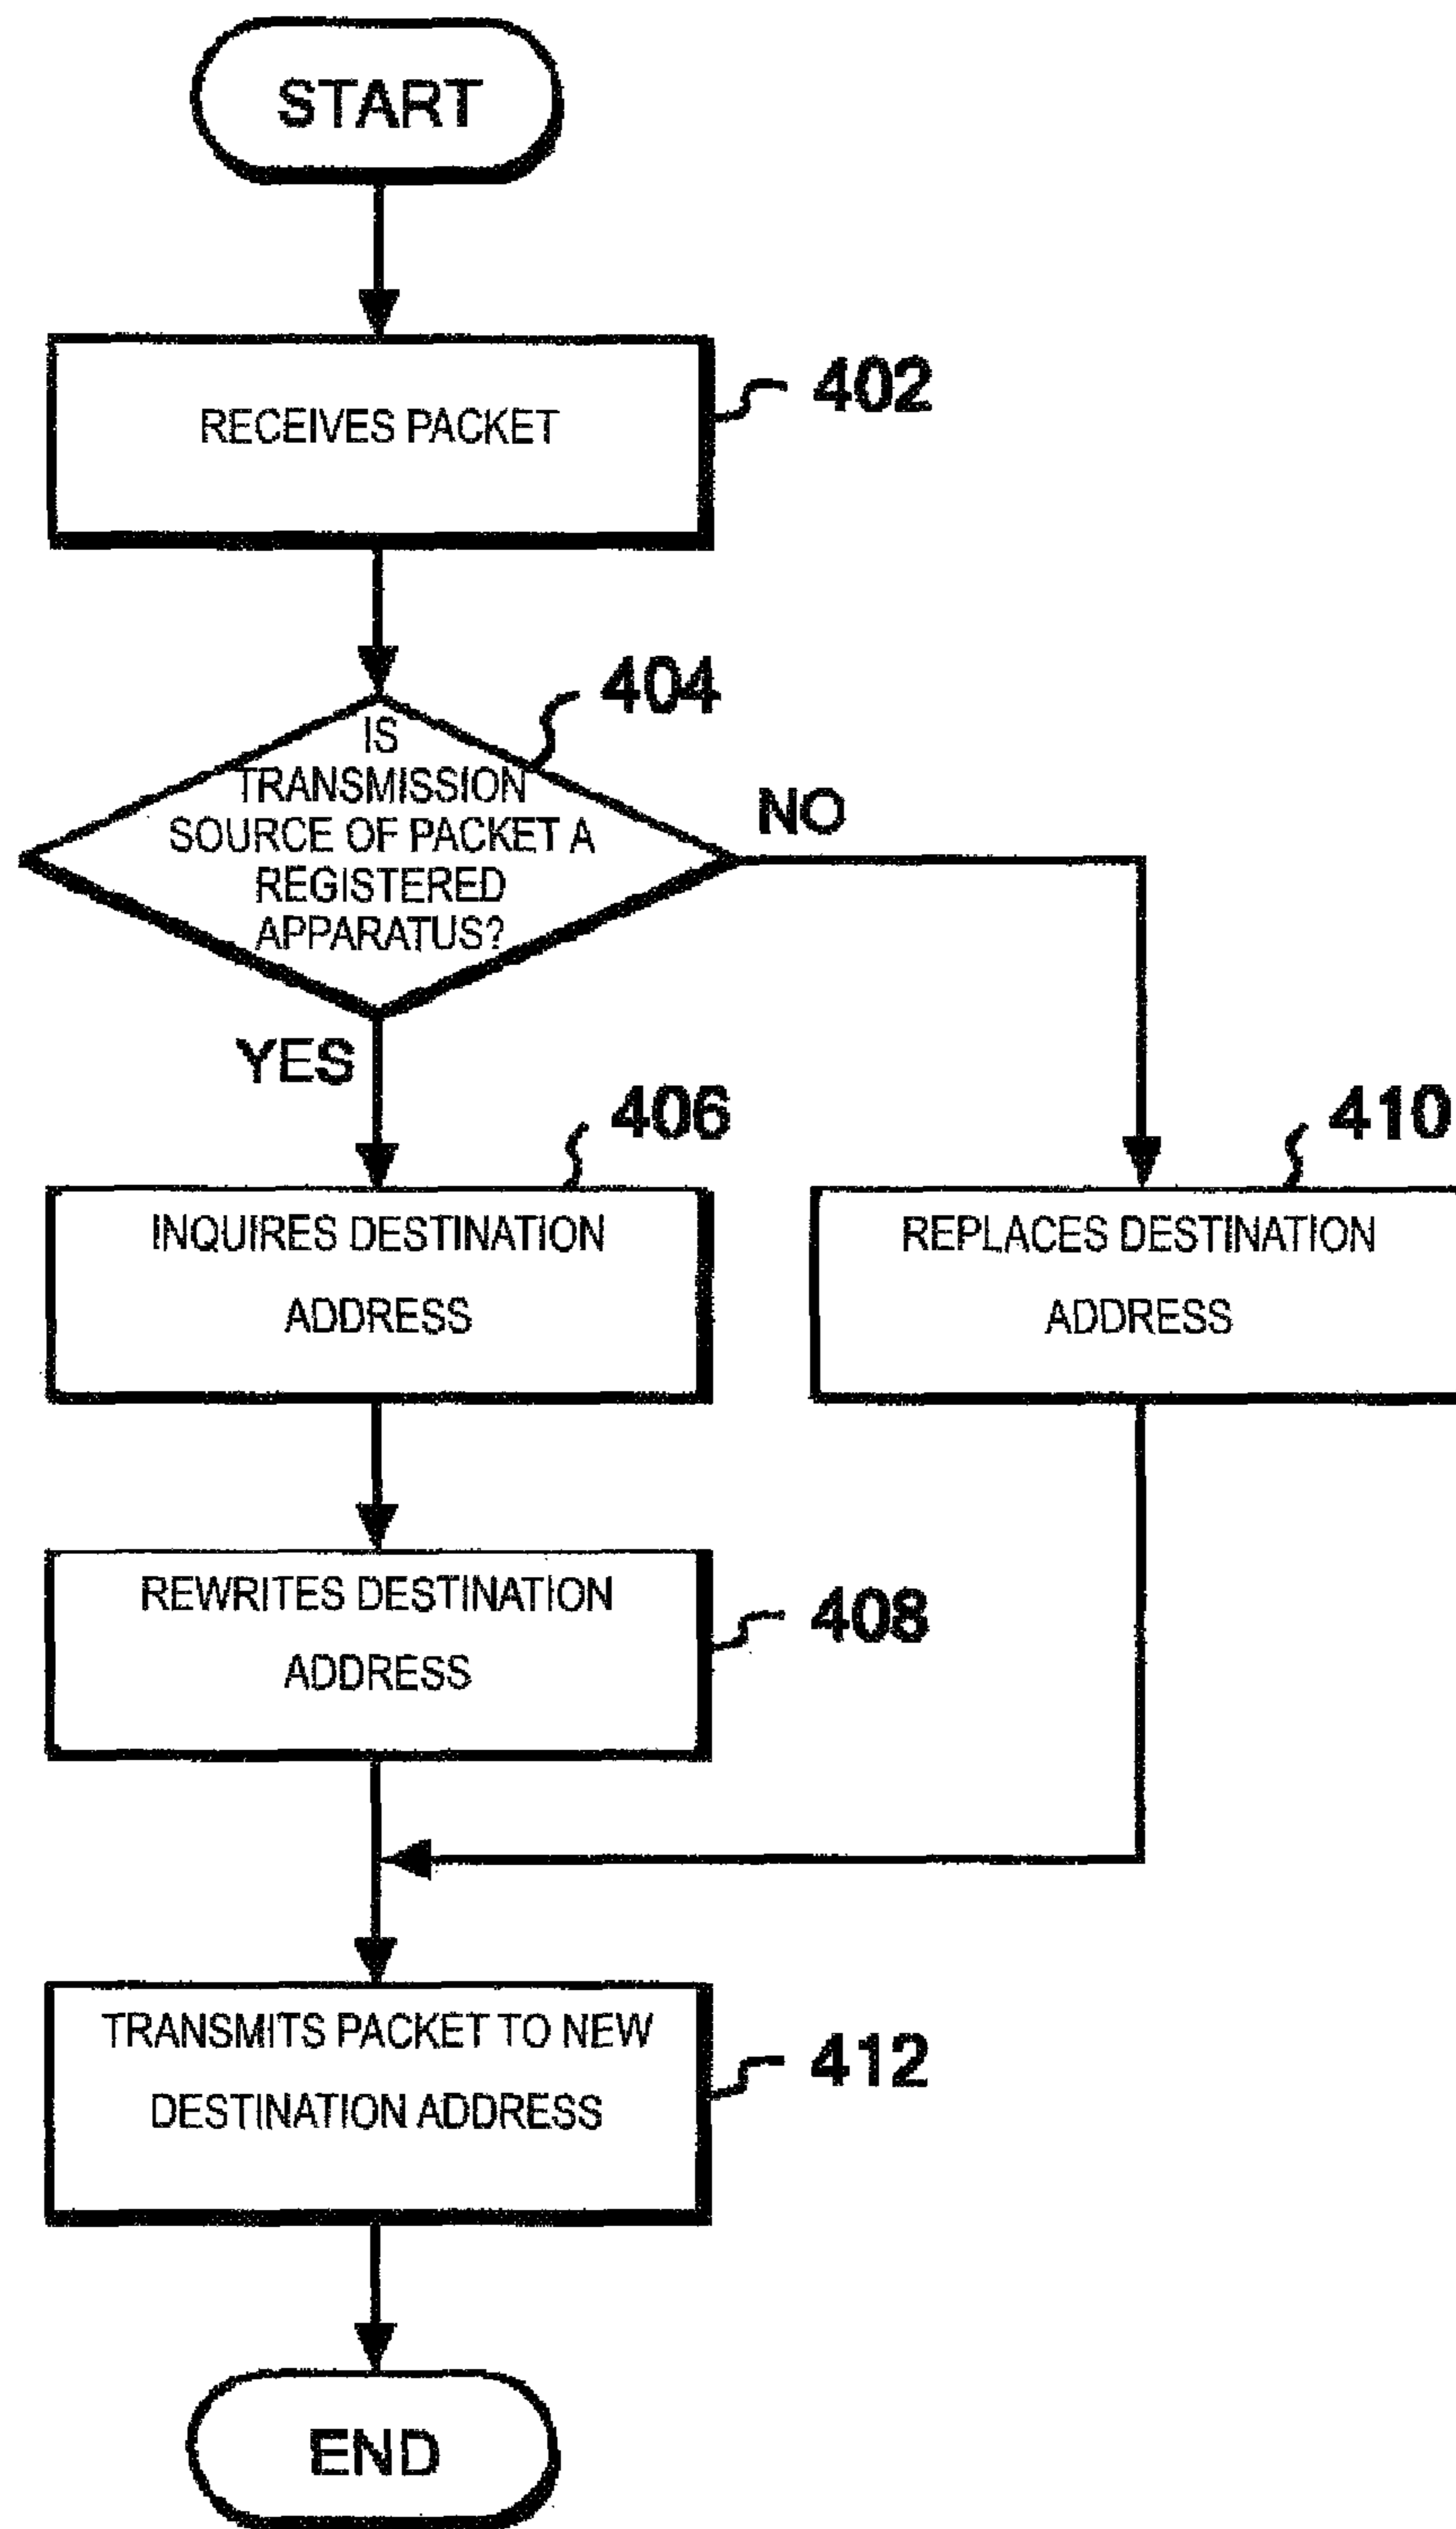 START
RECEIVES PACKET
402
404
IS
TRANSMISSION
SOURCE OF PACKET A
REGISTERED
APPARATUS?
NO
YES
406
INQUIRES DESTINATION
ADDRESS
410
REPLACES DESTINATION
ADDRESS
REWRITES DESTINATION
ADDRESS
408
TRANSMITS PACKET TO NEW
DESTINATION ADDRESS
412
END